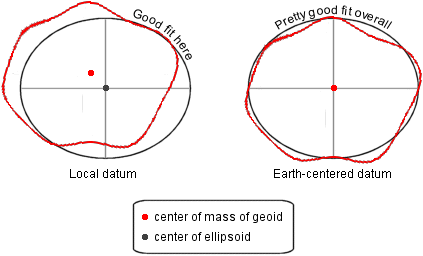 Good fit here
Pretty good fit overall
Local datum
Earth-centered datum
center of mass of geoid
center of ellipsoid